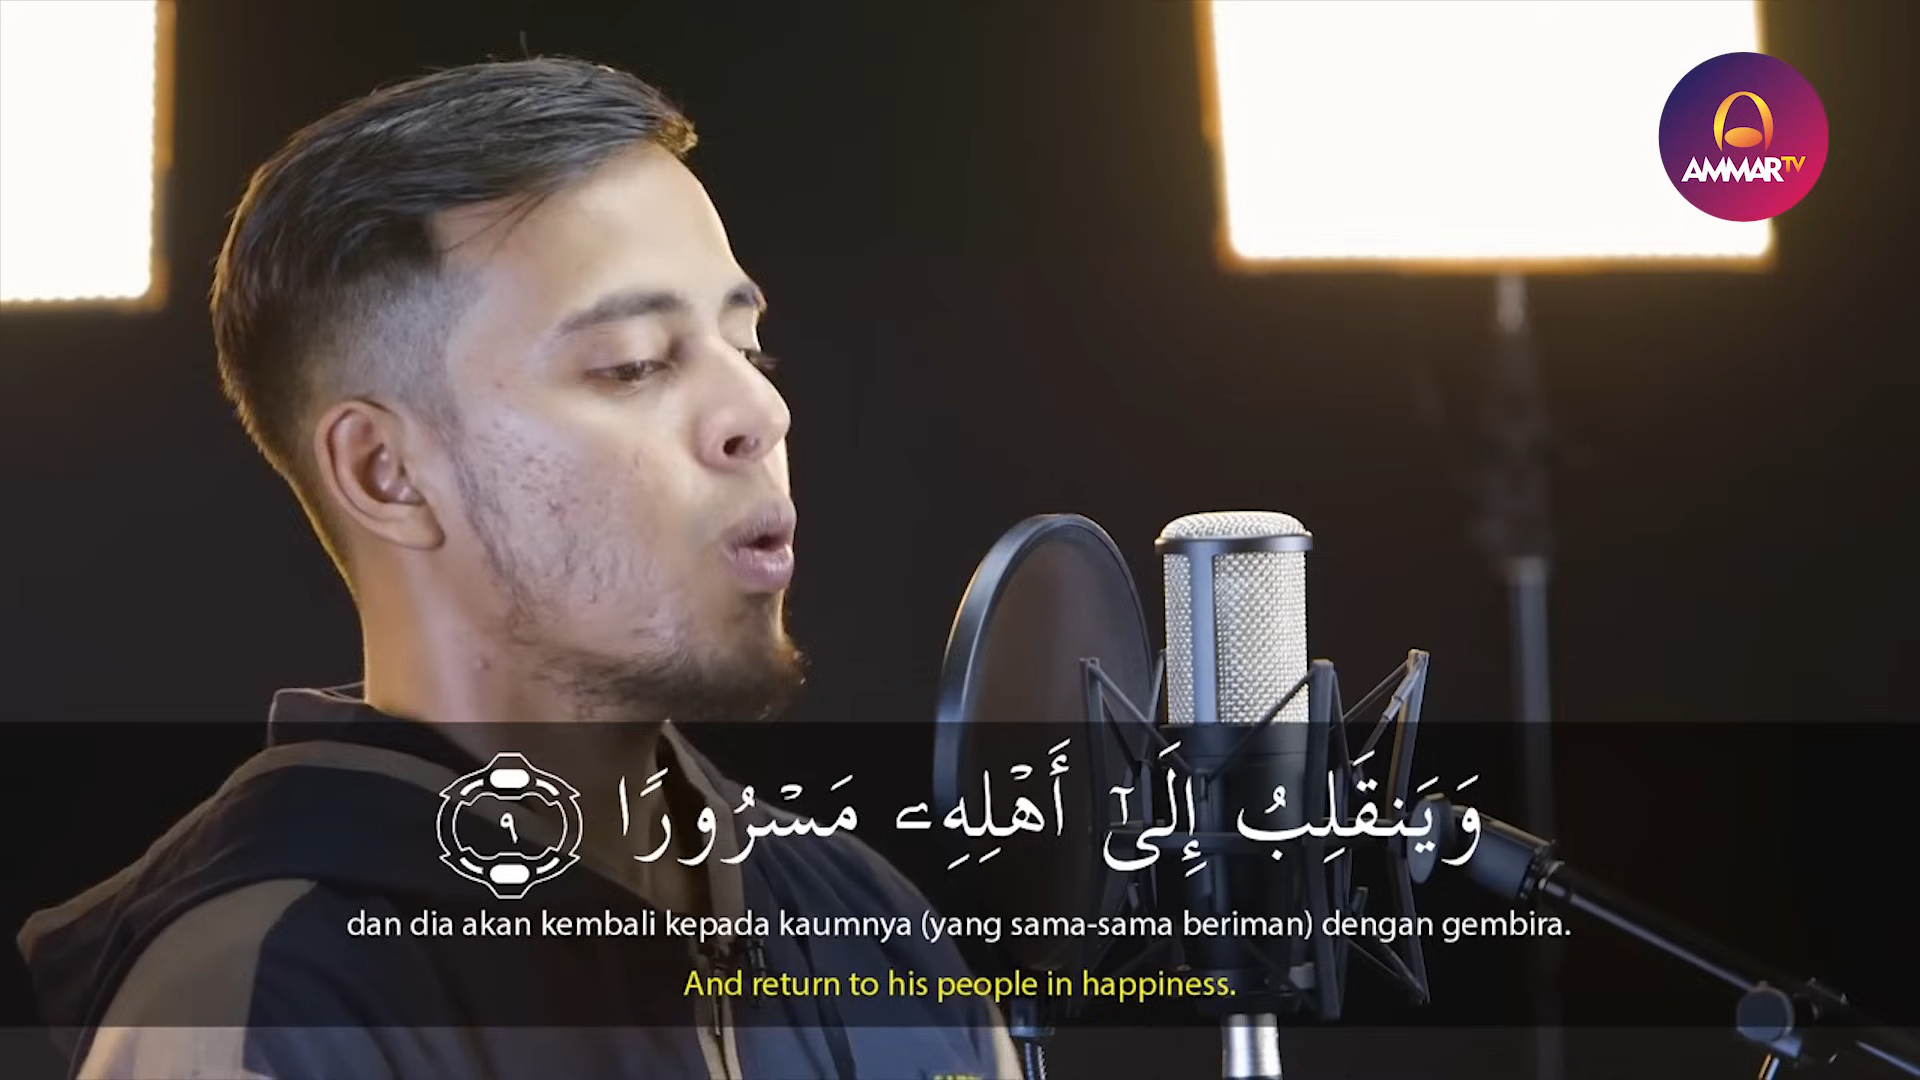 AMMARTV
وَيَنقَلِبُ إِلَىٰٓ أَهْلِهِۦ مَسْرُورًا ٩
dan dia akan kembali kepada kaumnya (yang sama-sama beriman) dengan gembira.
And return to his people in happiness.